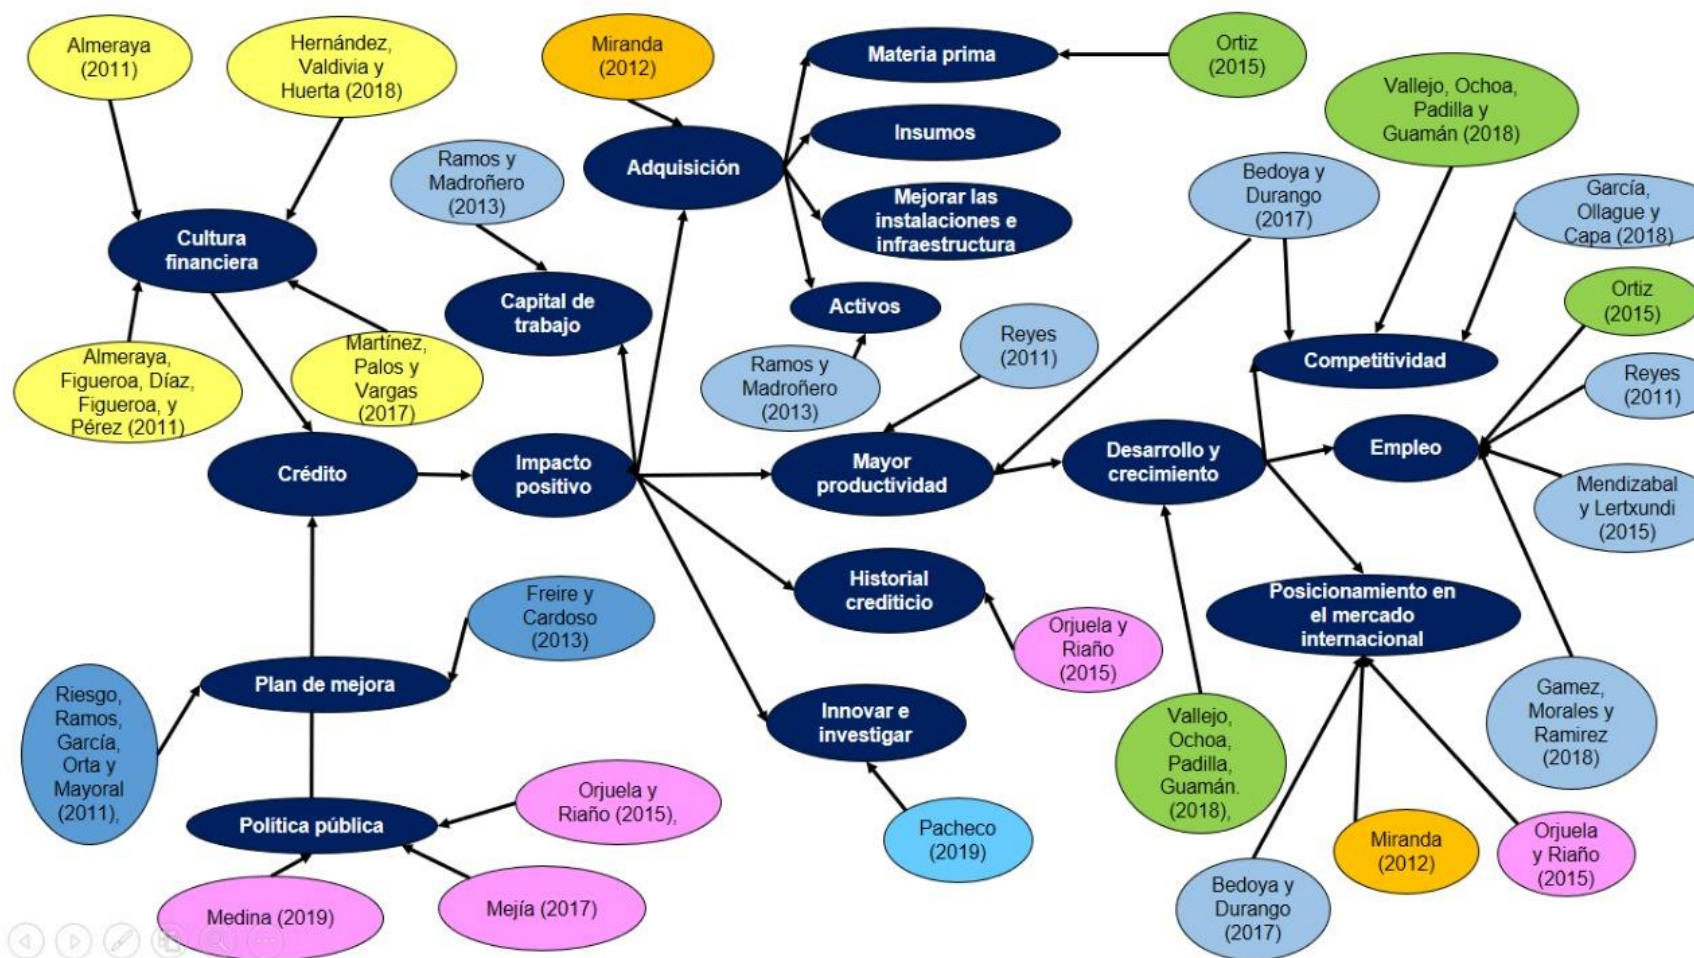 Almeraya
(2011)
Hernández,
Valdivia y
Huerta (2018)
Miranda
(2012)
Materia prima
Ortiz
(2015)
Vallejo, Ochoa,
Padilla y
Guamán (2018)
Insumos
Ramos y
Madroñero
(2013)
Adquisición
Mejorar las
instalaciones e
infraestructura
Bedoya y
Durango
(2017)
García,
Ollague y
Capa (2018)
Cultura
financiera
Capital de
trabajo
Activos
Ortiz
(2015)
Almeraya,
Figueroa, Díaz,
Figueroa, y
Pérez (2011)
Martínez,
Palos y
Vargas
(2017)
Ramos y
Madroñero
(2013)
Reyes
(2011)
Competitividad
Reyes
(2011)
Crédito
Impacto
positivo
Mayor
productividad
Desarrollo y
crecimiento
Empleo
Mendizabal
y Lertxundi
(2015)
Historial
crediticio
Posicionamiento en
el mercado
internacional
Freire y
Cardoso
(2013)
Orjuela y
Riaño
(2015)
Plan de mejora
Riesgo,
Ramos,
García,
Orta y
Mayoral
(2011),
Innovar e
investigar
Vallejo,
Ochoa,
Padilla,
Guamán.
(2018),
Gamez,
Morales y
Ramirez
(2018)
Política pública
Orjuela y
Riaño (2015),
Pacheco
(2019)
Miranda
(2012)
Orjuela
y Riaño
(2015)
Medina (2019)
Mejía (2017)
Bedoya y
Durango
(2017)